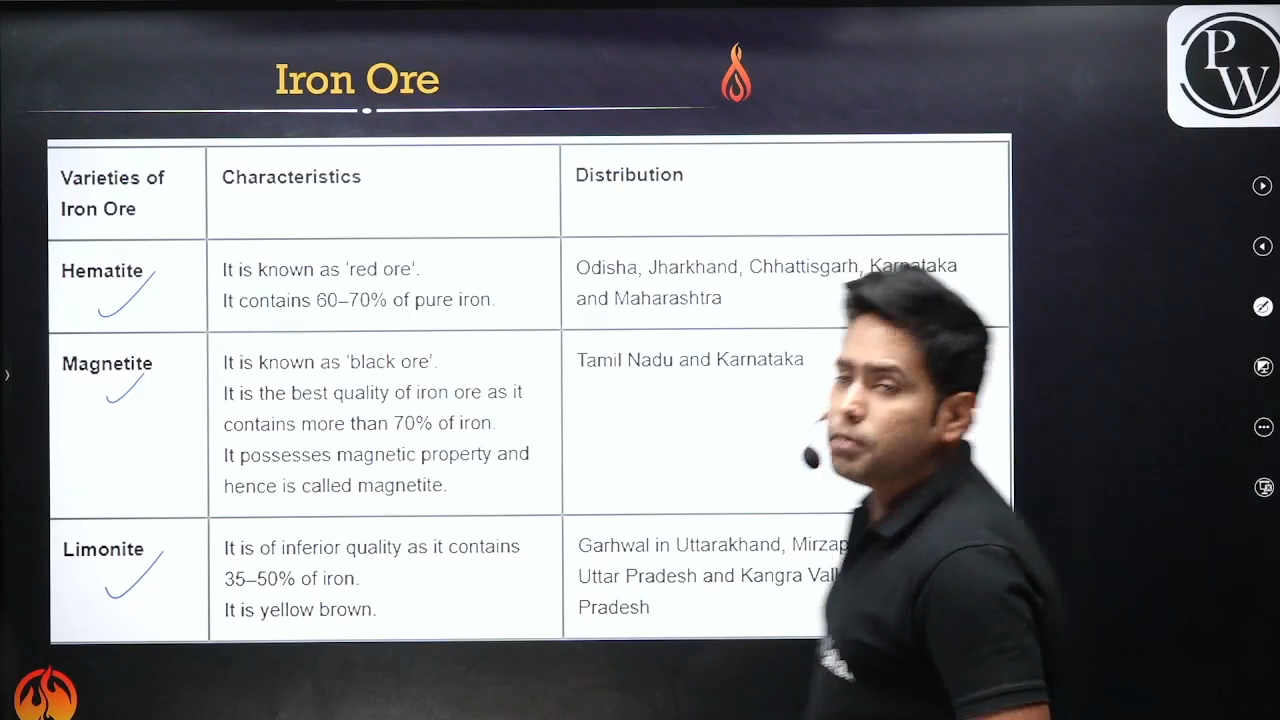 Iron Ore
PW
Varieties of
Iron Ore
Characteristics
Distribution
Hematite
It is known as 'red ore'.
It contains 60–70% of pure iron.
Odisha, Jharkhand, Chhattisgarh, Karnataka
and Maharashtra
Magnetite
It is known as 'black ore'.
It is the best quality of iron ore as it
contains more than 70% of iron.
It possesses magnetic property and
hence is called magnetite.
Tamil Nadu and Karnataka
Limonite
It is of inferior quality as it contains
35–50% of iron.
It is yellow brown.
Garhwal in Uttarakhand,
Uttar Pradesh and Kangra
Pradesh